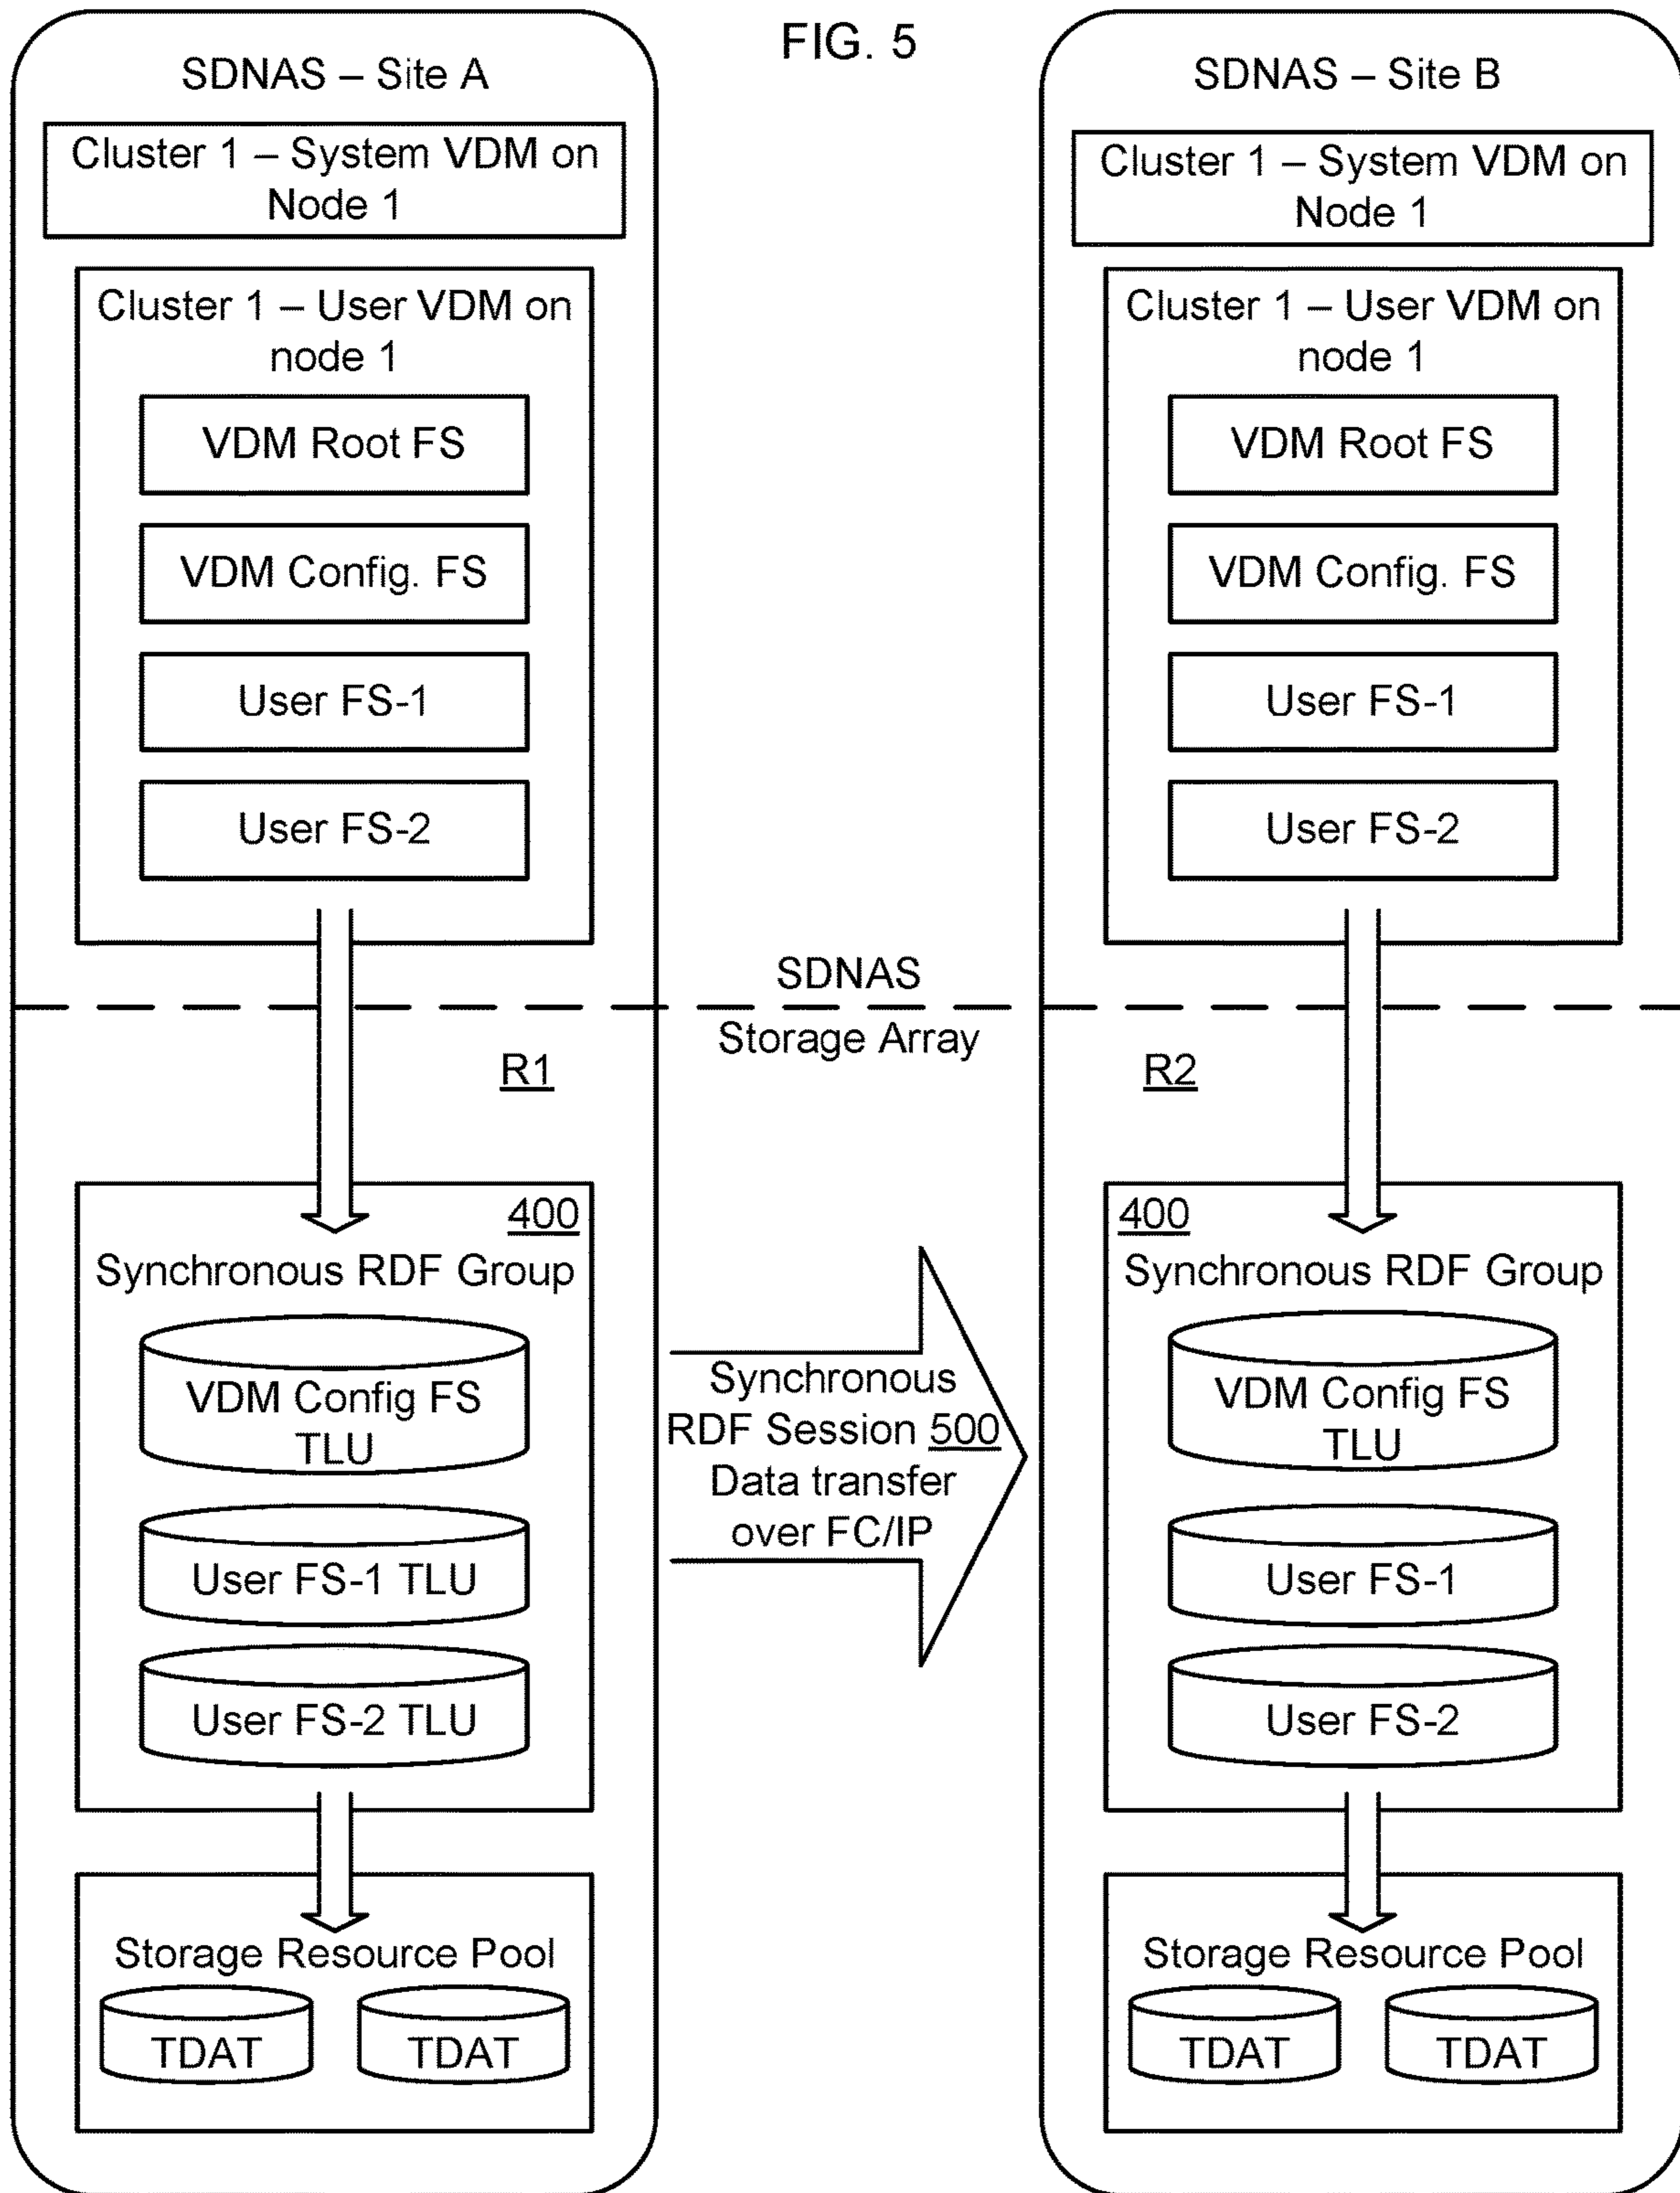 FIG. 5
SDNAS – Site A
Cluster 1 – System VDM on
Node 1
Cluster 1 – User VDM on
node 1
VDM Root FS
VDM Config. FS
User FS-1
User FS-2
SDNAS – Site B
Cluster 1 – System VDM on
Node 1
Cluster 1 – User VDM on
node 1
VDM Root FS
VDM Config. FS
User FS-1
User FS-2
SDNAS
Storage Array
R1
400
Synchronous RDF Group
VDM Config FS
TLU
User FS-1 TLU
User FS-2 TLU
Storage Resource Pool
TDAT
TDAT
Synchronous
RDF Session 500
Data transfer
over FC/IP
R2
400
Synchronous RDF Group
VDM Config FS
TLU
User FS-1
User FS-2
Storage Resource Pool
TDAT
TDAT